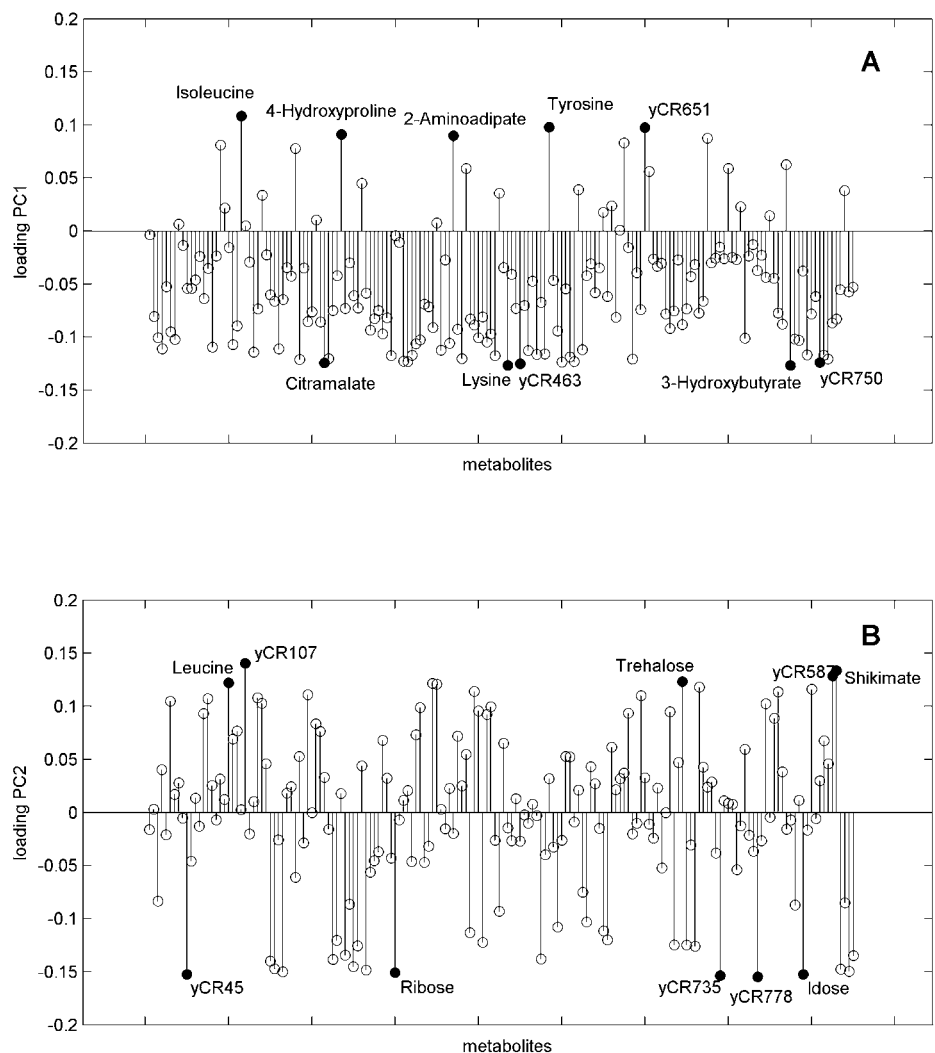 0.2
A
0.15
Isoleucine
4-Hydroxyproline
2-Aminoadipate
Tyrosine
yCR651
0.1
0.05
0
loading PC1
-0.05
-0.1
-0.15
-0.2
Citramalate
Lysine
yCR463
3-Hydroxybutyrate
yCR750
metabolites
0.2
B
0.15
Leucine
yCR107
Trehalose
yCR587
Shikimate
0.1
0.05
0
loading PC2
-0.05
-0.1
-0.15
-0.2
yCR45
Ribose
yCR735
yCR778
Idose
metabolites